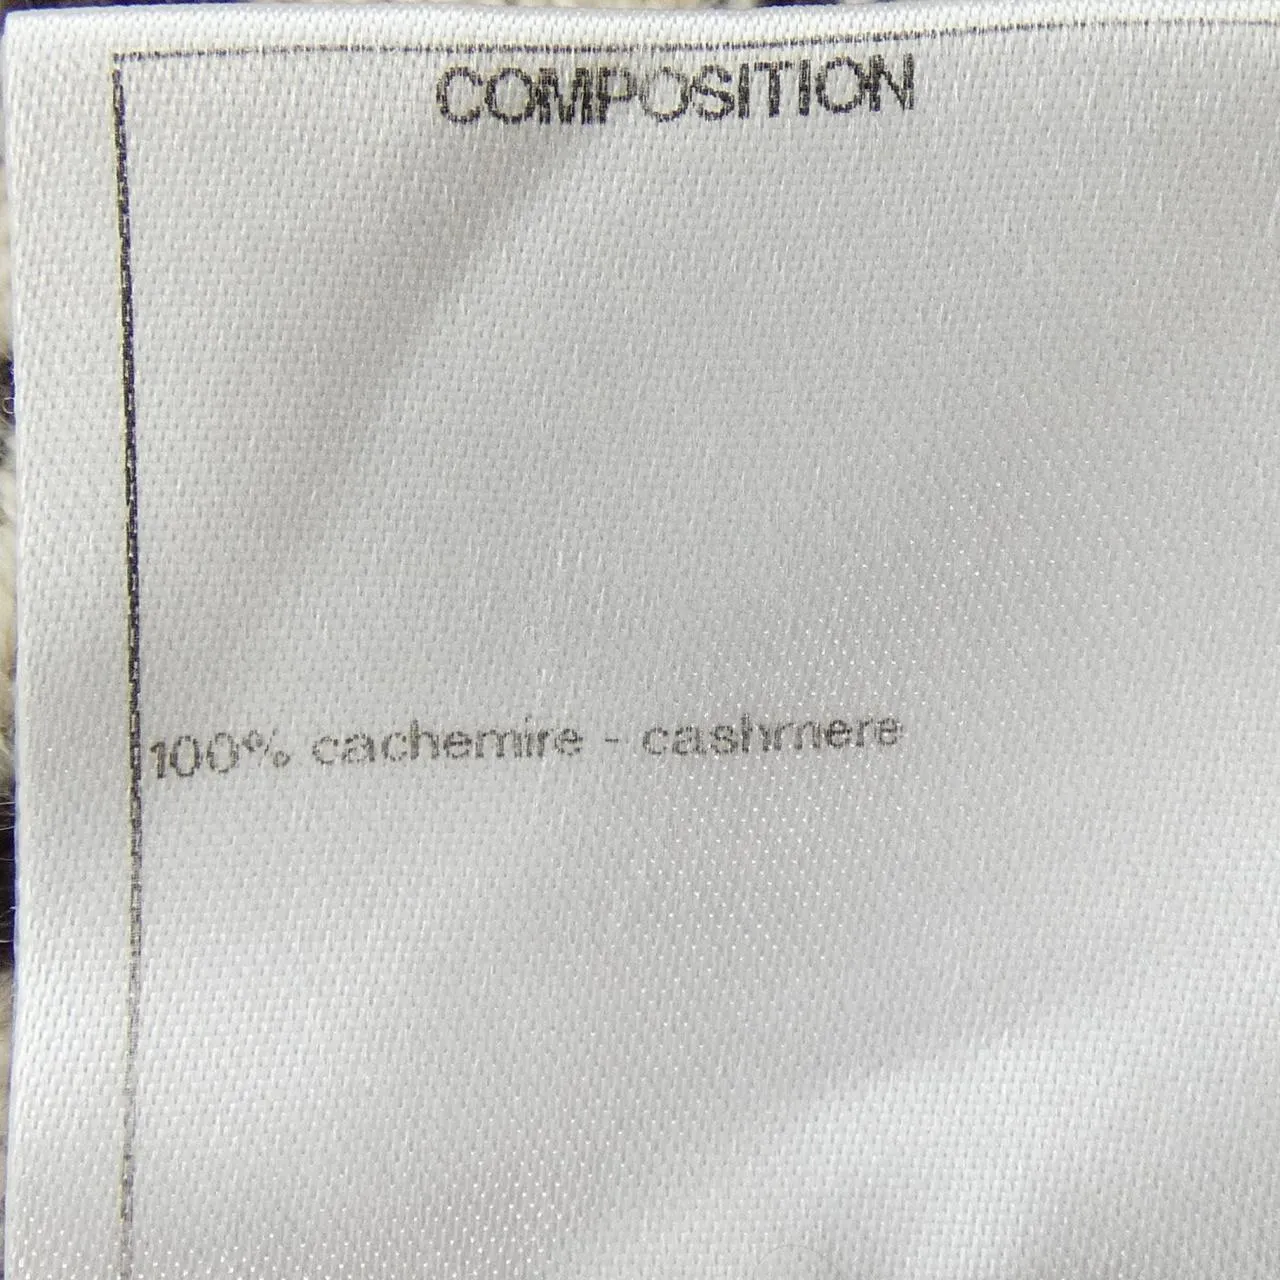 COMPOSITION
100% cachemire - cashmere